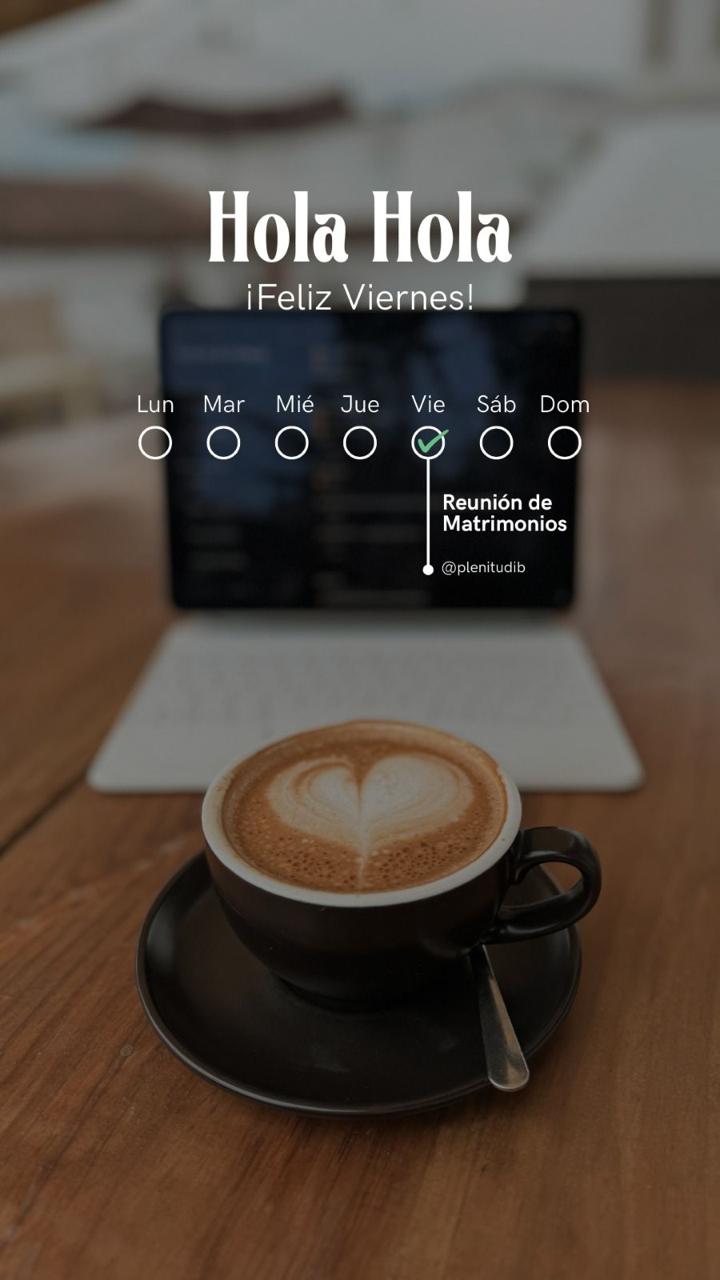 Hola Hola
¡Feliz Viernes!
Lun Mar Mié Jue Vie Sáb Dom
Reunión de
Matrimonios
@plenitudib